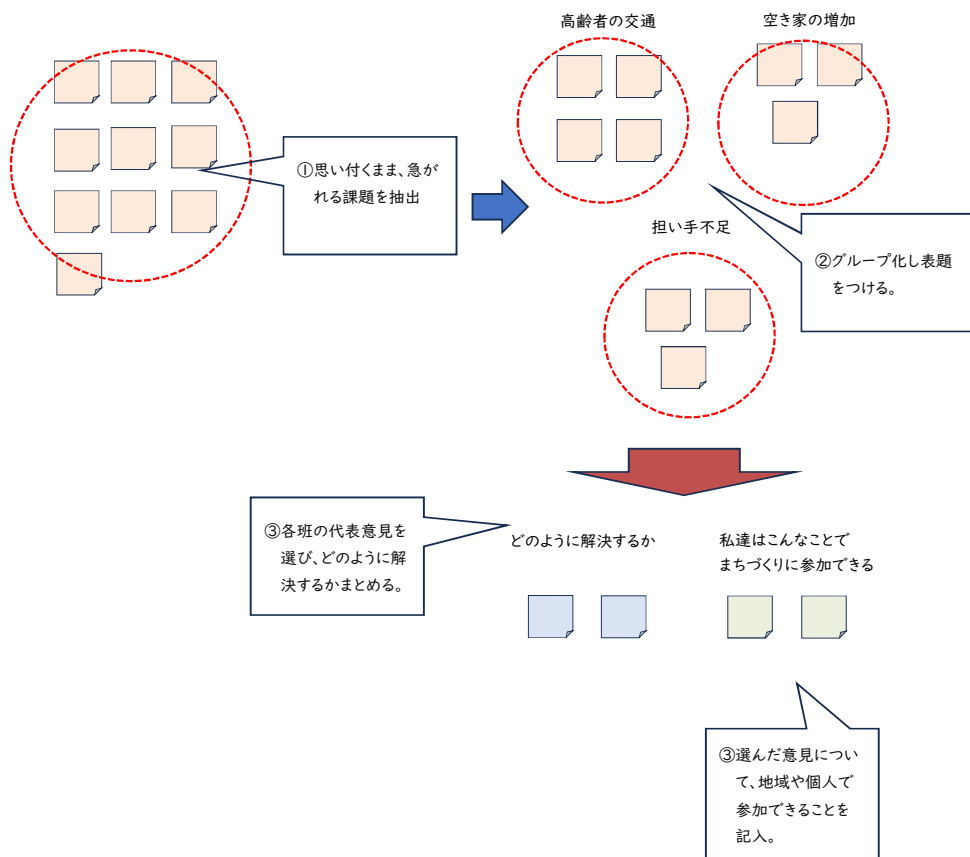 高齢者の交通
空き家の増加
①思い付くまま、急が
れる課題を抽出
担い手不足
②グループ化し表題
をつける。
③各班の代表意見を
選び、どのように解
決するかまとめる。
どのように解決するか
私達はこんなことで
まちづくりに参加できる
③選んだ意見につい
て、地域や個人で
参加できることを
記入。